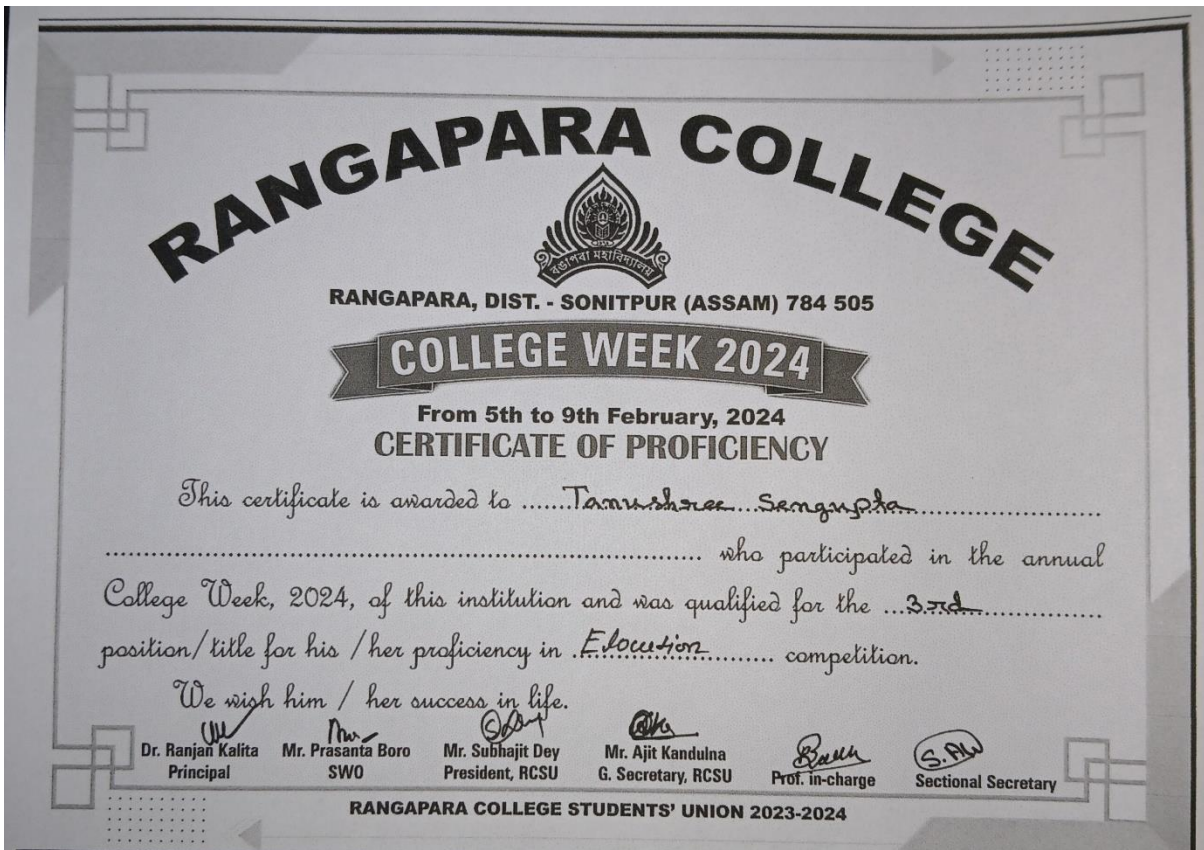 RANGAPARA COLLEGE
ৰঙাপৰা মহাবিদ্যালয়
RANGAPARA, DIST. - SONITPUR (ASSAM) 784 505
COLLEGE WEEK 2024
From 5th to 9th February, 2024
CERTIFICATE OF PROFICIENCY
This certificate is awarded to .......Tanushree...Sengupta..............................
.................................................................................... who participated in the annual
College Week, 2024, of this institution and was qualified for the ...3rd.................
position/title for his /her proficiency in .Elocution............. competition.
We wish him / her success in life.
Dr. Ranjan Kalita Mr. Prasanta Boro Mr. Subhajit Dey Mr. Ajit Kandulna
Principal SWO President, RCSU G. Secretary, RCSU Prof. in-charge Sectional Secretary
RANGAPARA COLLEGE STUDENTS' UNION 2023-2024